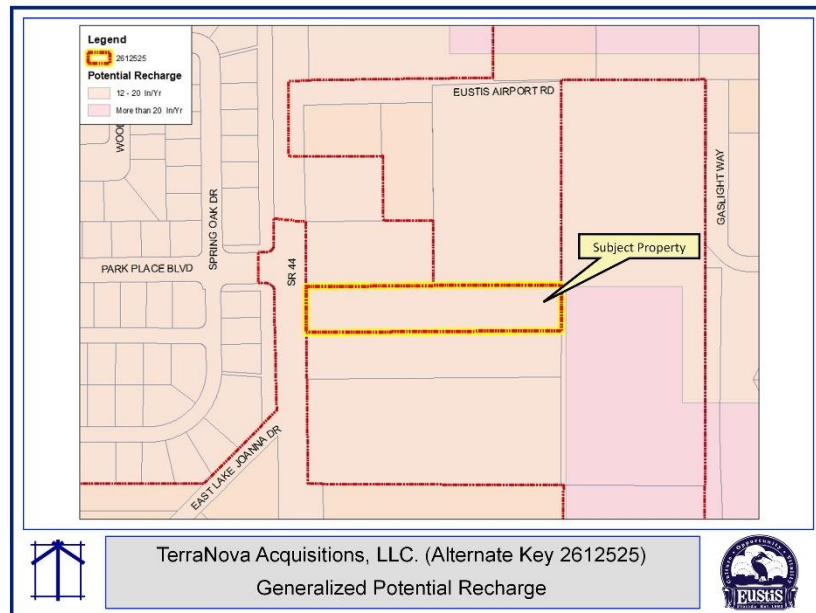 Legend
2612525
Potential Recharge
12 - 20 In/Yr
More than 20 In/Yr
EUSTIS AIRPORT RD
SPRING OAK DR
GASLIGHT WAY
PARK PLACE BLVD
SR 44
Subject Property
EAST LAKE JOANNA DR
TerraNova Acquisitions, LLC. (Alternate Key 2612525)
Generalized Potential Recharge
EUSTIS